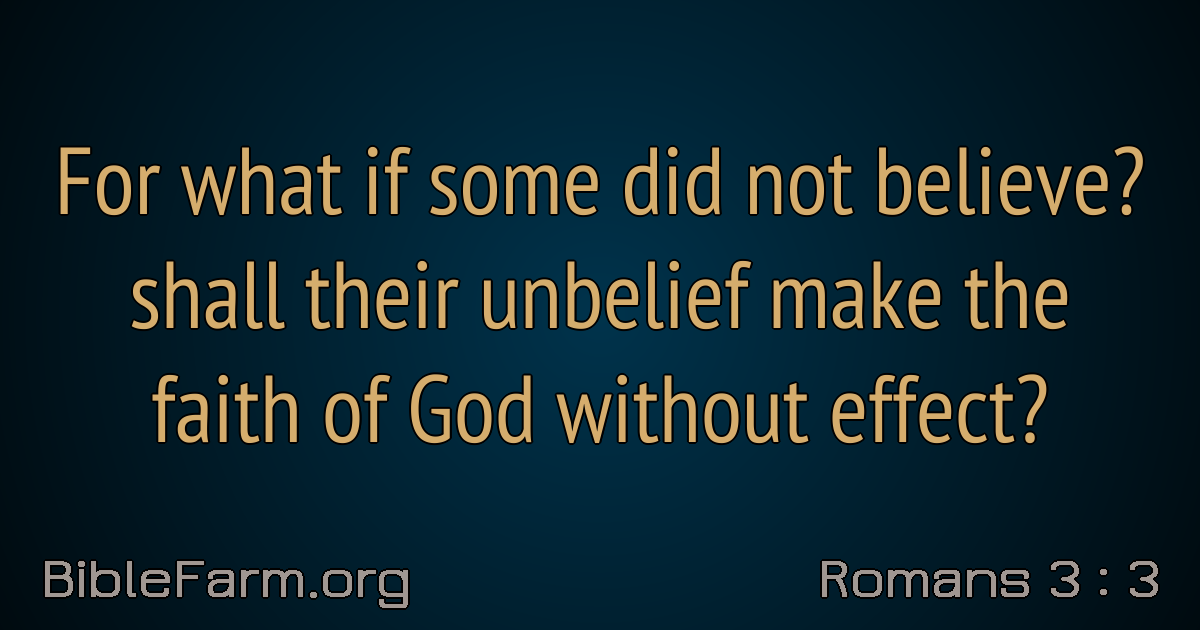 For what if some did not believe?
shall their unbelief make the
faith of God without effect?
BibleFarm.org
Romans 3 : 3